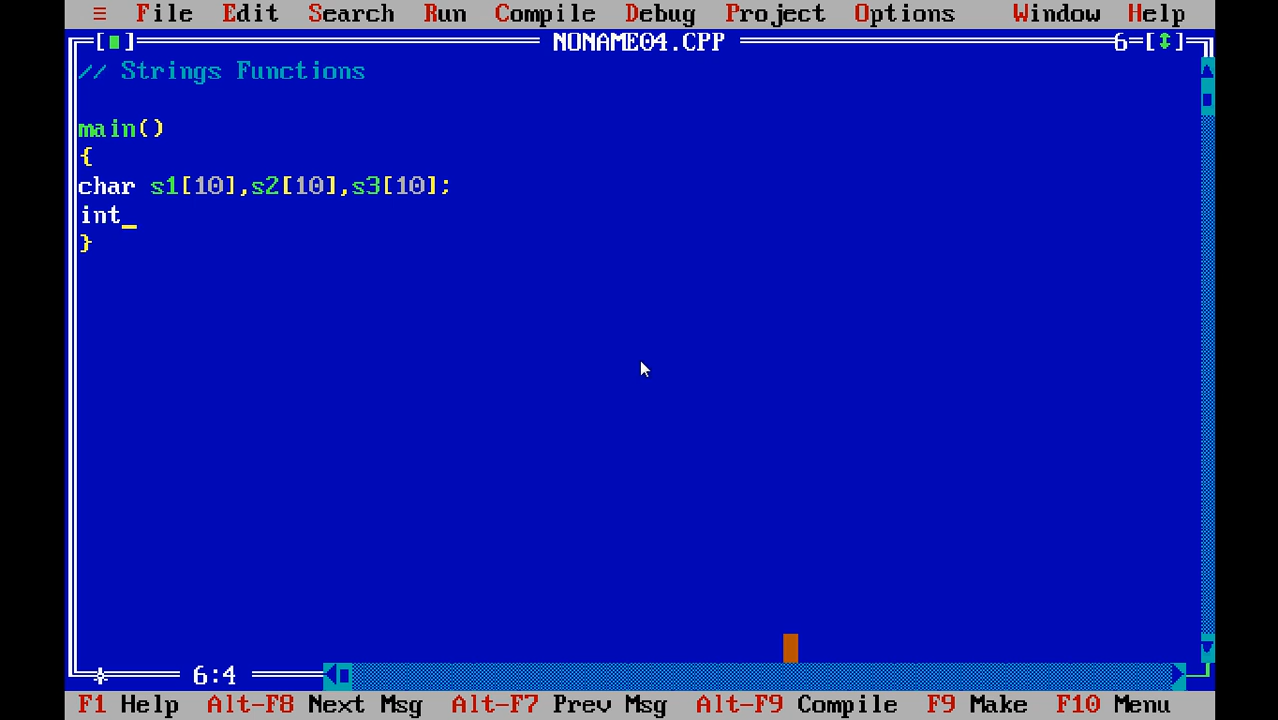 ≡ File Edit Search Run Compile Debug Project Options Window Help
[■] NONAME04.CPP 6=[↕]
// Strings Functions
main()
{
char s1[10],s2[10],s3[10];
int_
}
6:4
F1 Help Alt-F8 Next Msg Alt-F7 Prev Msg Alt-F9 Compile F9 Make F10 Menu